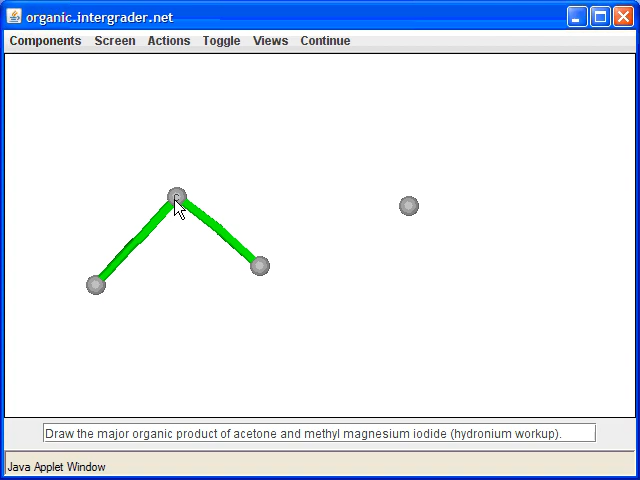 organic.intergrader.net
Components Screen Actions Toggle Views Continue
Draw the major organic product of acetone and methyl magnesium iodide (hydronium workup).
Java Applet Window